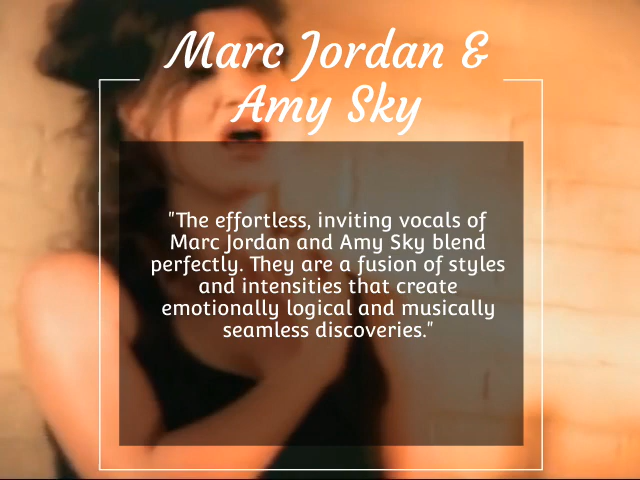 Marc Jordan &
Amy Sky
"The effortless, inviting vocals of
Marc Jordan and Amy Sky blend
perfectly. They are a fusion of styles
and intensities that create
emotionally logical and musically
seamless discoveries."